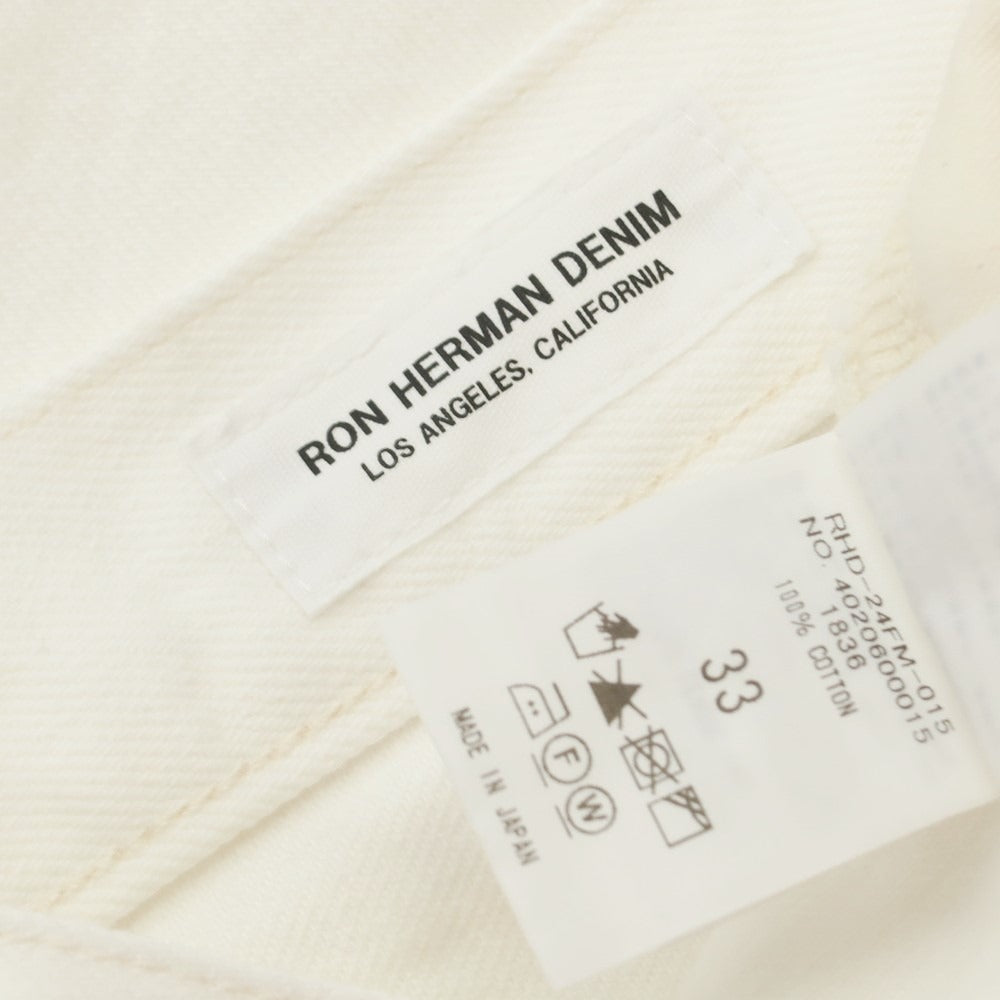 RON HERMAN DENIM
LOS ANGELES, CALIFORNIA
RHD-24FM-015
NO. 4020600015
1836
100% COTTON
33
F
W
MADE IN JAPAN